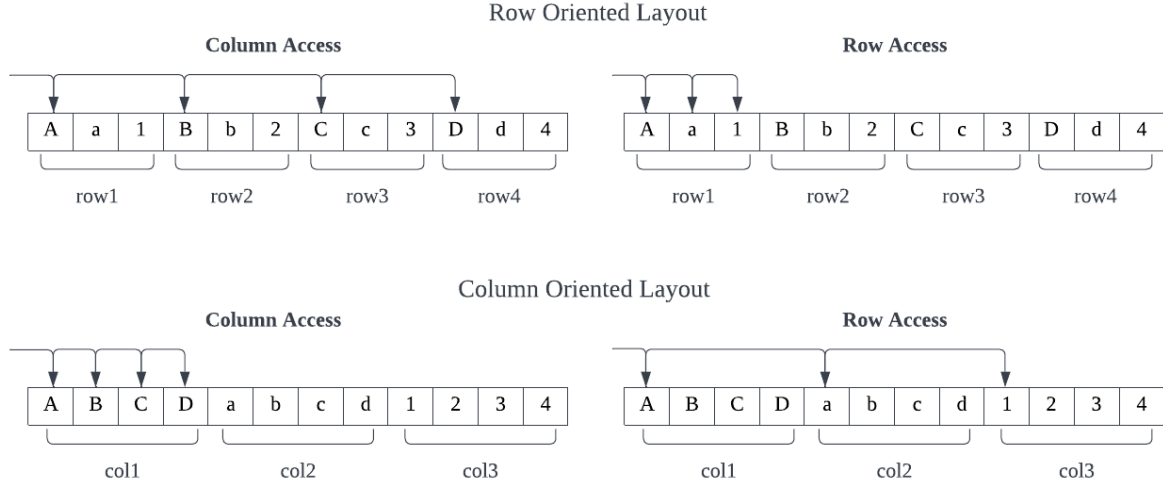 Row Oriented Layout
Column Access
A a 1 B b 2 C c 3 D d 4
row1 row2 row3 row4
Row Access
A a 1 B b 2 C c 3 D d 4
row1 row2 row3 row4
Column Oriented Layout
Column Access
A B C D a b c d 1 2 3 4
col1 col2 col3
Row Access
A B C D a b c d 1 2 3 4
col1 col2 col3